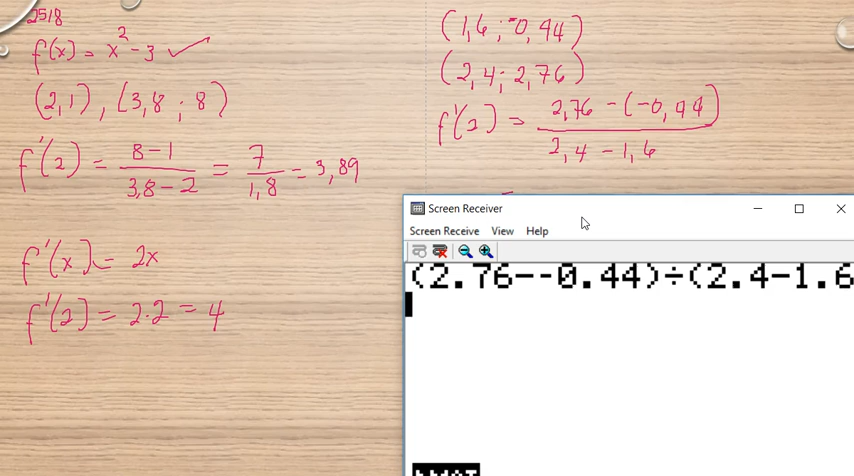 2518
f(x) = x² - 3 ✓
(2,1), (3,8 ; 8)
f'(2) = (8 - 1)/(3,8 - 2) = 7/1,8 = 3,89
f'(x) = 2x
f'(2) = 2·2 = 4
(1,6 ; -0,44)
(2,4 ; 2,76)
f'(2) = (2,76 - (-0,44))/(2,4 - 1,6)
Screen Receiver
Screen Receive View Help
(2.76--0.44)÷(2.4-1.6